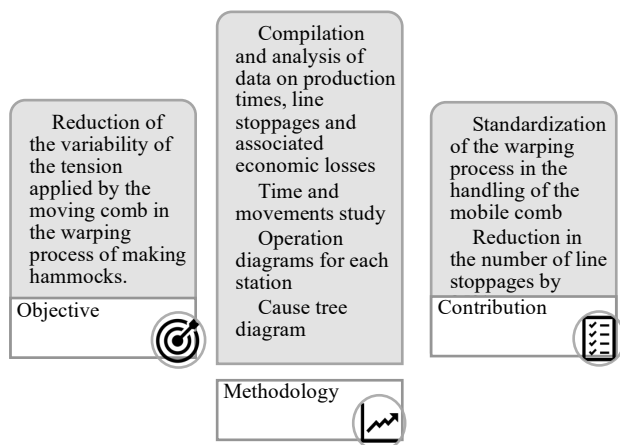 Reduction of
the variability of
the tension
applied by the
moving comb in
the warping
process of making
hammocks.
Objective
Compilation
and analysis of
data on production
times, line
stoppages and
associated
economic losses
Time and
movements study
Operation
diagrams for each
station
Cause tree
diagram
Methodology
Standardization
of the warping
process in the
handling of the
mobile comb
Reduction in
the number of line
stoppages by
Contribution